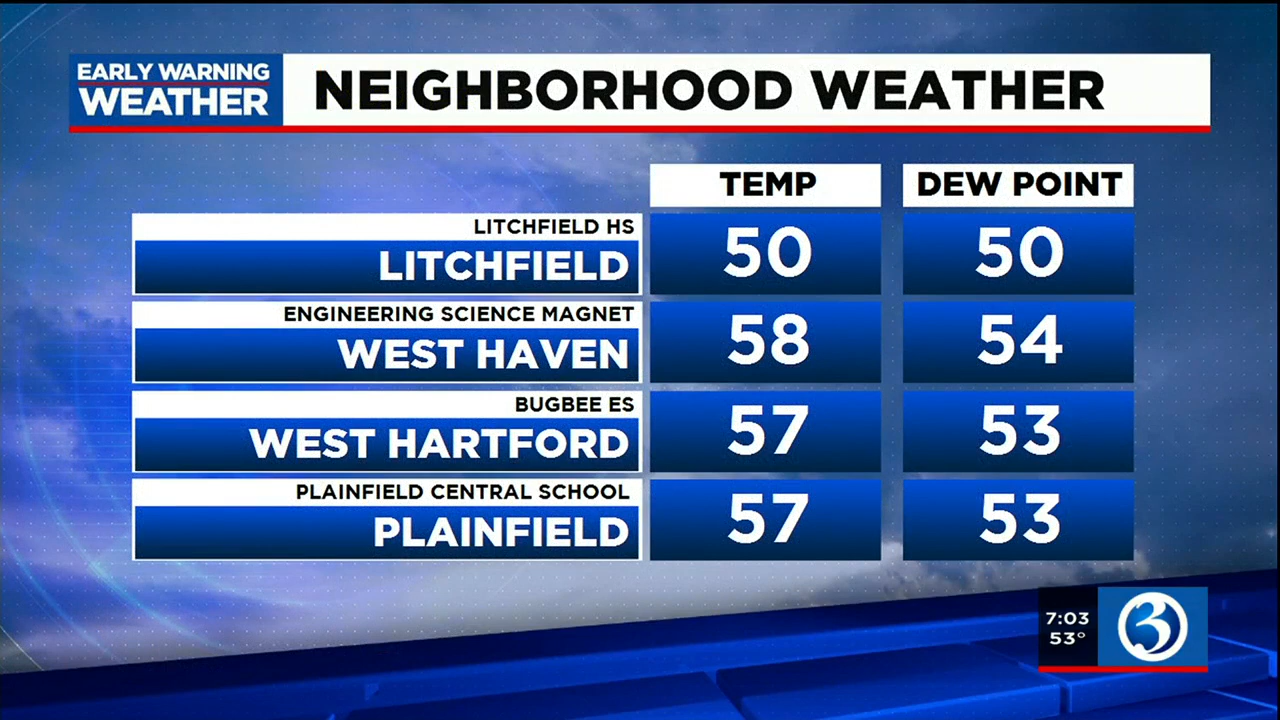 EARLY WARNING
WEATHER
NEIGHBORHOOD WEATHER
TEMP DEW POINT
LITCHFIELD HS
LITCHFIELD 50 50
ENGINEERING SCIENCE MAGNET
WEST HAVEN 58 54
BUGBEE ES
WEST HARTFORD 57 53
PLAINFIELD CENTRAL SCHOOL
PLAINFIELD 57 53
7:03
53°
3